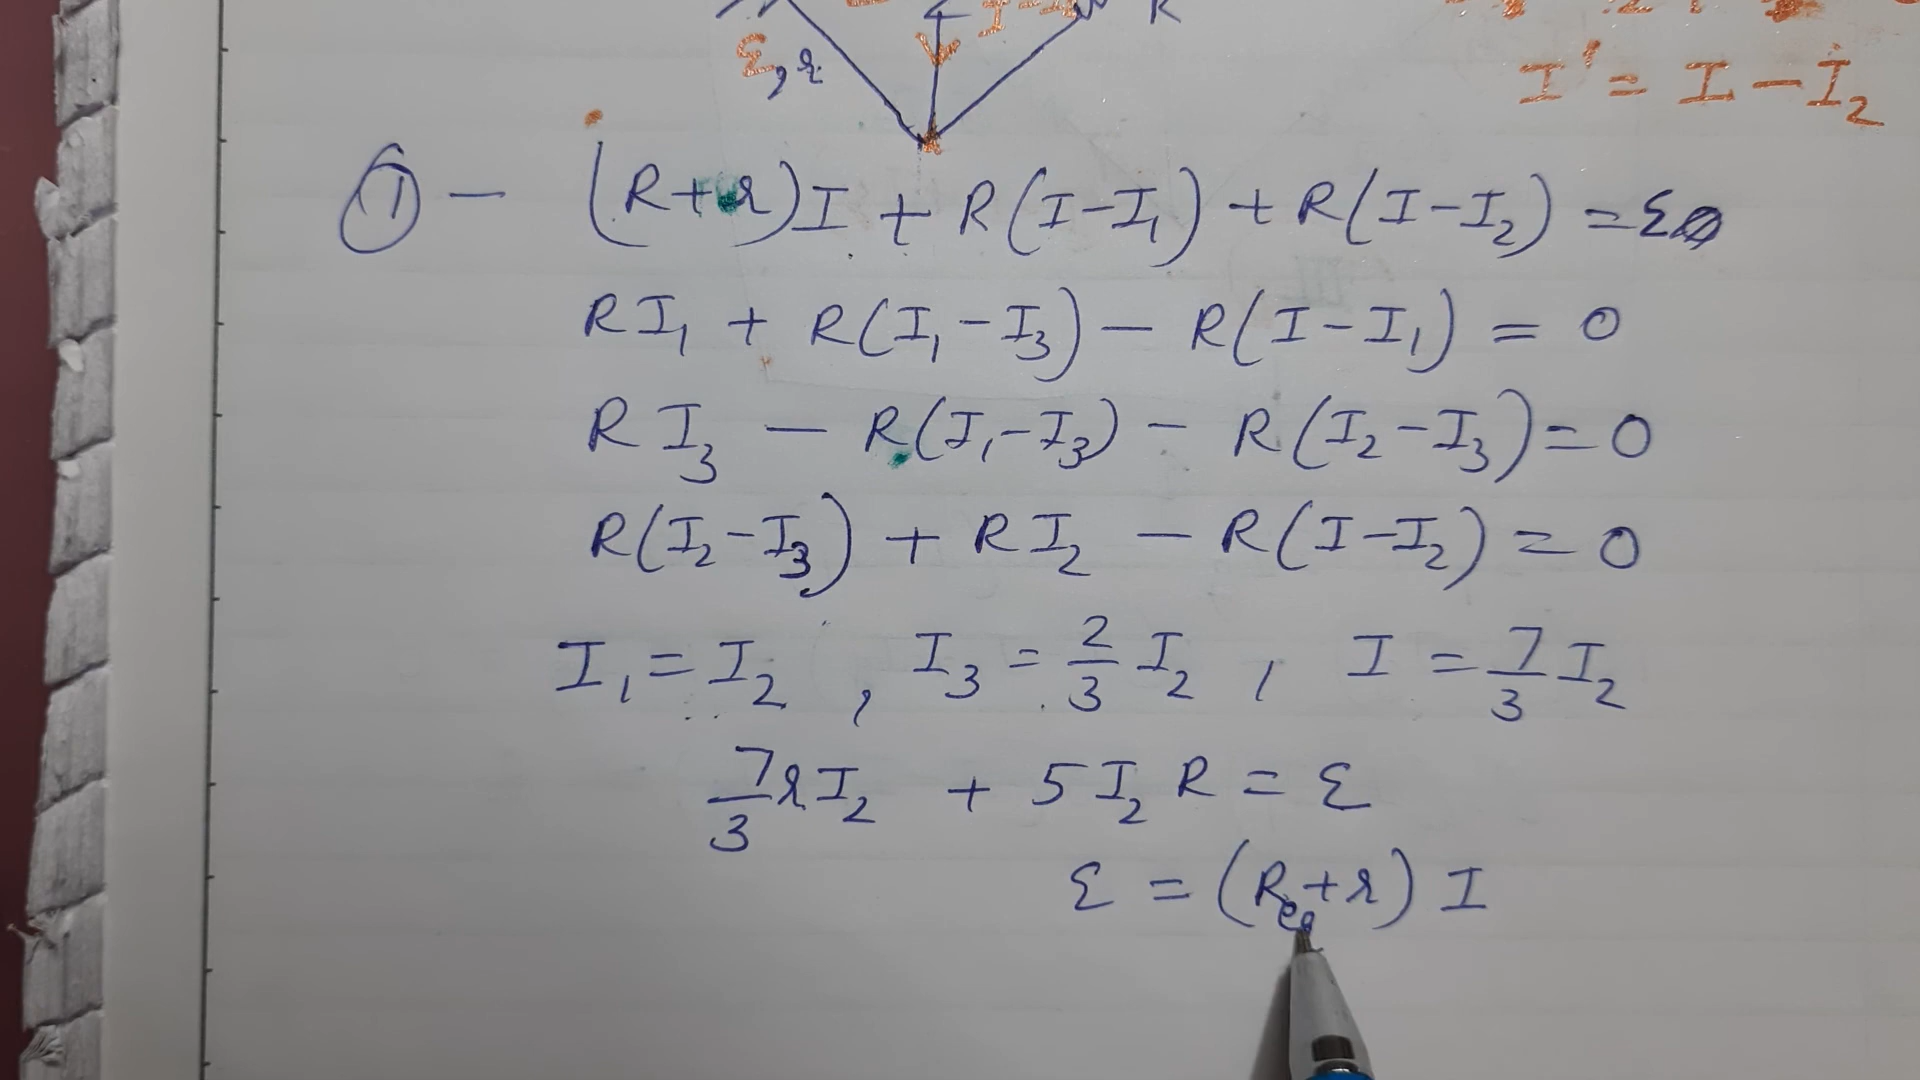 R
ε, r
I' = I - I₂
① - (R+r)I + R(I-I₁) + R(I-I₂) = ε
RI₁ + R(I₁-I₃) - R(I-I₁) = 0
RI₃ - R(I₁-I₃) - R(I₂-I₃) = 0
R(I₂-I₃) + RI₂ - R(I-I₂) = 0
I₁ = I₂ , I₃ = 2/3 I₂ , I = 7/3 I₂
7/3 r I₂ + 5 I₂ R = ε
ε = (Req + r) I